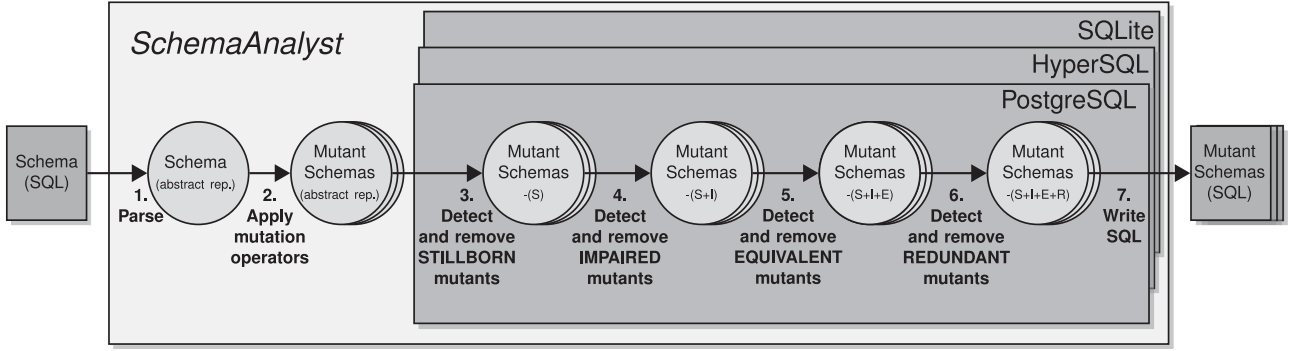 SchemaAnalyst
SQLite
HyperSQL
PostgreSQL
Schema
(SQL)
1.
Parse
Schema
(abstract rep.)
2.
Apply
mutation
operators
Mutant
Schemas
(abstract rep.)
3.
Detect
and remove
STILLBORN
mutants
Mutant
Schemas
-(S)
4.
Detect
and remove
IMPAIRED
mutants
Mutant
Schemas
-(S+I)
5.
Detect
and remove
EQUIVALENT
mutants
Mutant
Schemas
-(S+I+E)
6.
Detect
and remove
REDUNDANT
mutants
Mutant
Schemas
-(S+I+E+R)
7.
Write
SQL
Mutant
Schemas
(SQL)